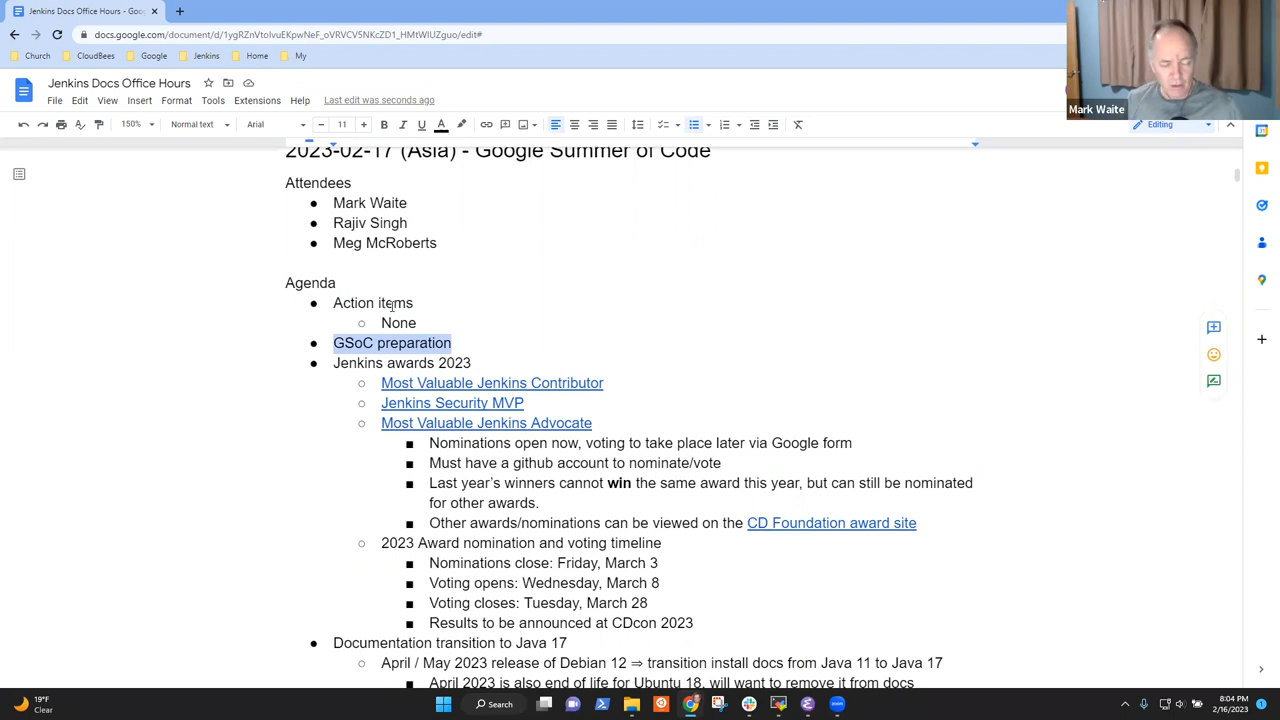 Jenkins Docs Office Hours - Goo
docs.google.com/document/d/1ygRZnVtoIvuEKpwNeF_oVRVCV5NKcZD1_HMtWIUZguo/edit#
Church
CloudBees
Google
Jenkins
Home
My
Jenkins Docs Office Hours
File Edit View Insert Format Tools Extensions Help Last edit was seconds ago
Mark Waite
150% Normal text Arial 11 B I U A
Editing
2023-02-17 (Asia) - Google Summer of Code
Attendees
● Mark Waite
● Rajiv Singh
● Meg McRoberts
Agenda
● Action items
○ None
● GSoC preparation
● Jenkins awards 2023
○ Most Valuable Jenkins Contributor
○ Jenkins Security MVP
○ Most Valuable Jenkins Advocate
■ Nominations open now, voting to take place later via Google form
■ Must have a github account to nominate/vote
■ Last year’s winners cannot win the same award this year, but can still be nominated
for other awards.
■ Other awards/nominations can be viewed on the CD Foundation award site
○ 2023 Award nomination and voting timeline
■ Nominations close: Friday, March 3
■ Voting opens: Wednesday, March 8
■ Voting closes: Tuesday, March 28
■ Results to be announced at CDcon 2023
● Documentation transition to Java 17
○ April / May 2023 release of Debian 12 ⇒ transition install docs from Java 11 to Java 17
■ April 2023 is also end of life for Ubuntu 18, will want to remove it from docs
19°F
Clear
Search
8:04 PM
2/16/2023